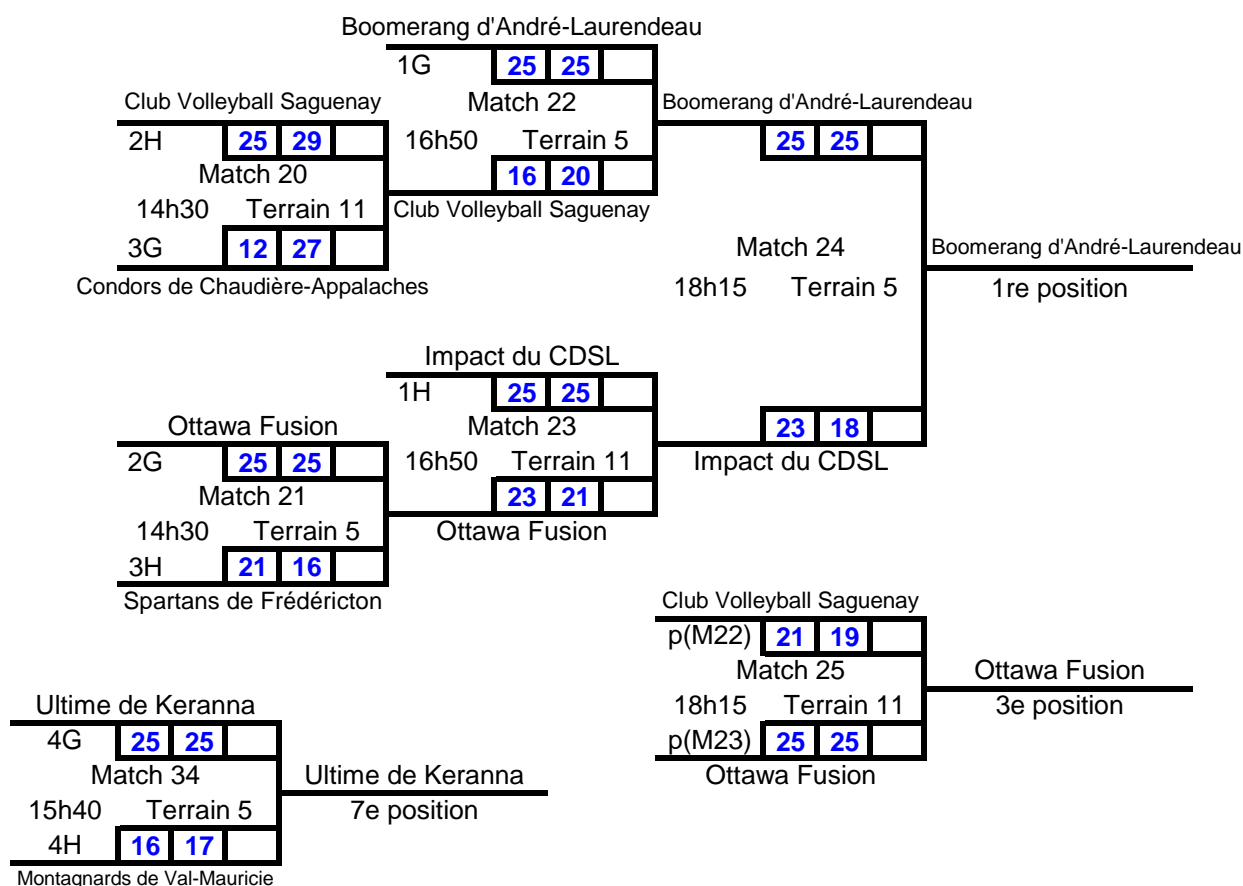 Boomerang d'André-Laurendeau
1G 25 25
Club Volleyball Saguenay Match 22 Boomerang d'André-Laurendeau
2H 25 29 16h50 Terrain 5 25 25
Match 20 16 20
14h30 Terrain 11 Club Volleyball Saguenay
3G 12 27 Match 24 Boomerang d'André-Laurendeau
Condors de Chaudière-Appalaches 18h15 Terrain 5 1re position
Impact du CDSL
1H 25 25
Ottawa Fusion Match 23 23 18
2G 25 25 16h50 Terrain 11 Impact du CDSL
Match 21 23 21
14h30 Terrain 5 Ottawa Fusion
3H 21 16
Spartans de Frédéricton Club Volleyball Saguenay
p(M22) 21 19
Match 25 Ottawa Fusion
Ultime de Keranna 18h15 Terrain 11 3e position
4G 25 25 p(M23) 25 25
Match 34 Ultime de Keranna Ottawa Fusion
15h40 Terrain 5 7e position
4H 16 17
Montagnards de Val-Mauricie